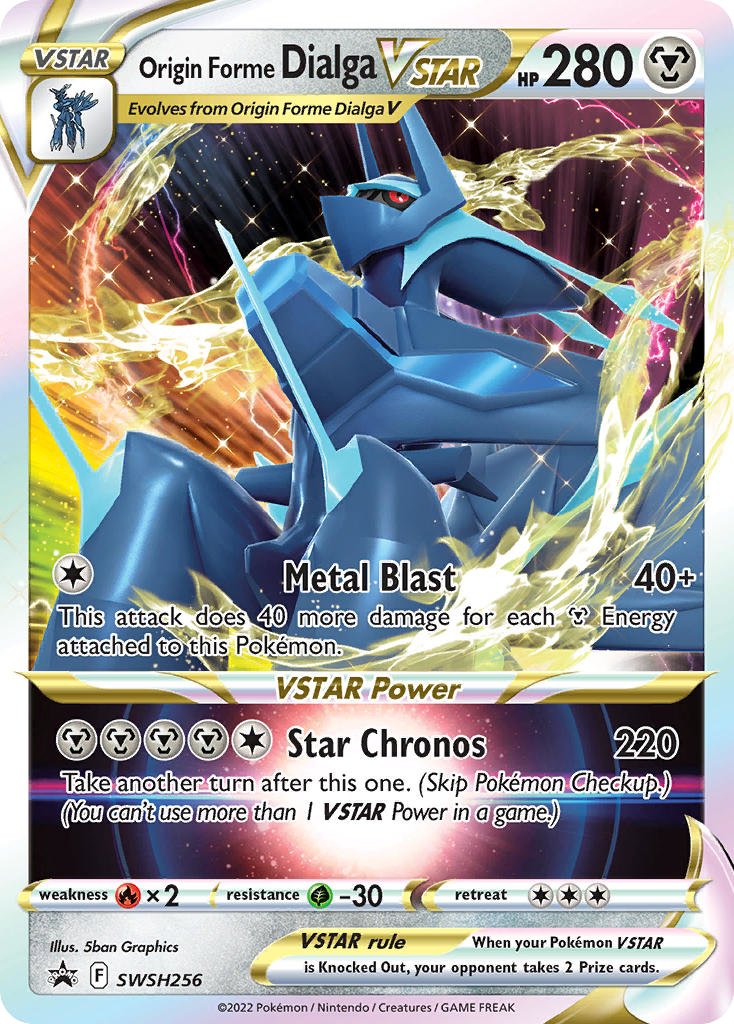 VSTAR
Origin Forme Dialga VSTAR HP 280
Evolves from Origin Forme Dialga V
Metal Blast 40+
This attack does 40 more damage for each Energy
attached to this Pokémon.
VSTAR Power
Star Chronos 220
Take another turn after this one. (Skip Pokémon Checkup.)
(You can't use more than 1 VSTAR Power in a game.)
weakness ×2 resistance -30 retreat
Illus. 5ban Graphics
VSTAR rule When your Pokémon VSTAR
is Knocked Out, your opponent takes 2 Prize cards.
F SWSH256
©2022 Pokémon / Nintendo / Creatures / GAME FREAK